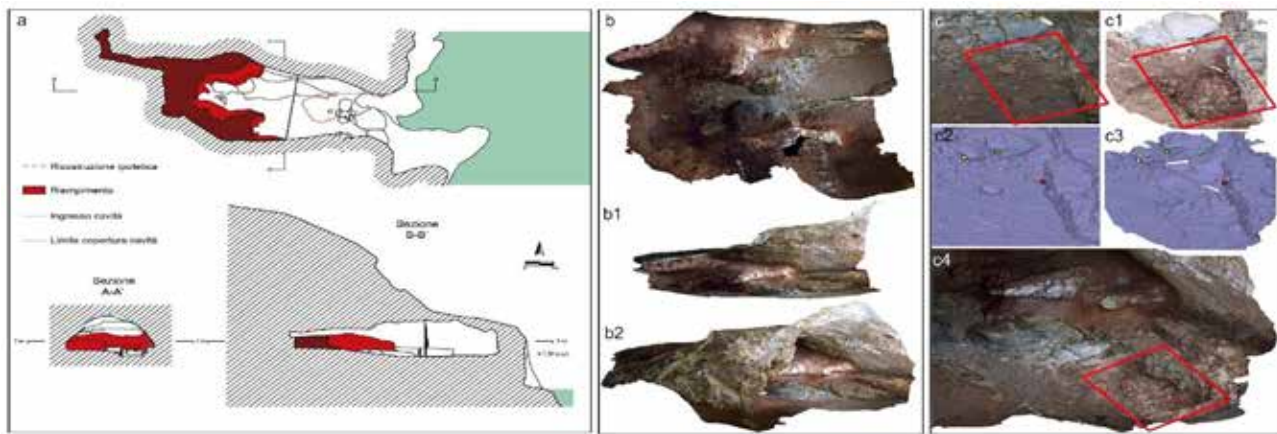 a
Ricostruzione ipotetica
Riempimento
Ingresso cavità
Limite copertura cavità
Sezione
A-A'
Sezione
B-B'
b
b1
b2
c
c1
c2
c3
c4